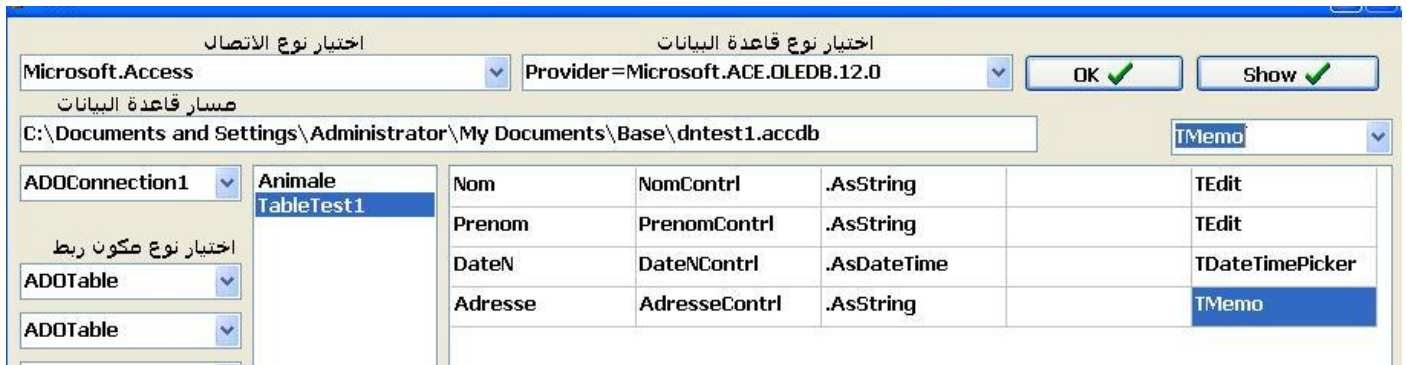 اختيار نوع الاتصال اختيار نوع قاعدة البيانات
Microsoft.Access Provider=Microsoft.ACE.OLEDB.12.0 OK Show
مسار قاعدة البيانات
C:\Documents and Settings\Administrator\My Documents\Base\dntest1.accdb TMemo
ADOConnection1 Animale Nom NomContrl .AsString TEdit
TableTest1
Prenom PrenomContrl .AsString TEdit
اختيار نوع مكون ربط
DateN DateNContrl .AsDateTime TDateTimePicker
ADOTable
Adresse AdresseContrl .AsString TMemo
ADOTable